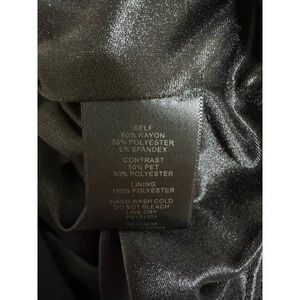 SELF
60% RAYON
35% POLYESTER
5% SPANDEX
CONTRAST
50% PET
50% POLYESTER
LINING
100% POLYESTER
HAND WASH COLD
DO NOT BLEACH
LINE DRY